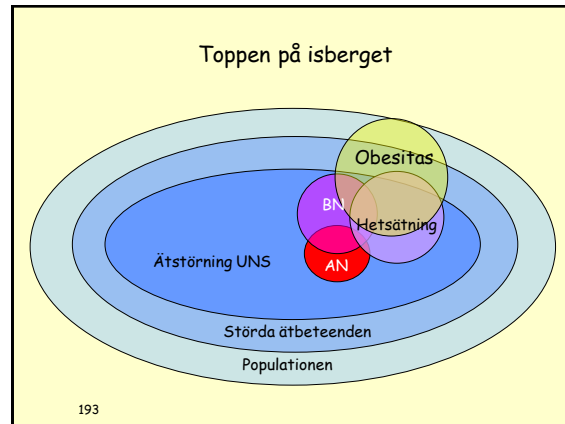 Toppen på isberget
Obesitas
BN
Hetsätning
Ätstörning UNS
AN
Störda ätbeteenden
Populationen
193